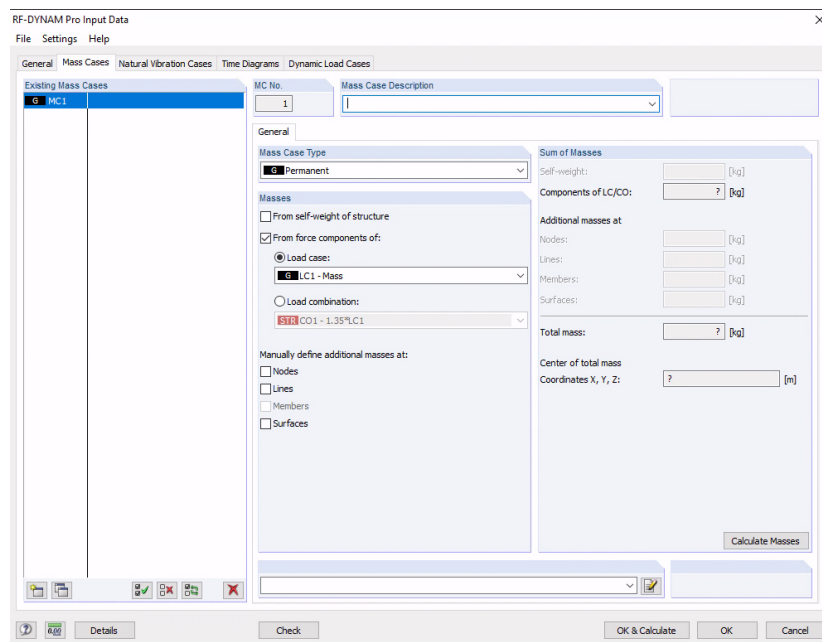 RF-DYNAM Pro Input Data
File Settings Help
General Mass Cases Natural Vibration Cases Time Diagrams Dynamic Load Cases
Existing Mass Cases
G MC1
MC No.
1
Mass Case Description
General
Mass Case Type
G Permanent
Masses
From self-weight of structure
From force components of:
Load case:
G LC1 - Mass
Load combination:
STR CO1 - 1.35*LC1
Manually define additional masses at:
Nodes
Lines
Members
Surfaces
Sum of Masses
Self-weight: [kg]
Components of LC/CO: ? [kg]
Additional masses at
Nodes: [kg]
Lines: [kg]
Members: [kg]
Surfaces: [kg]
Total mass: ? [kg]
Center of total mass
Coordinates X, Y, Z: ? [m]
Calculate Masses
0.00 Details Check OK & Calculate OK Cancel